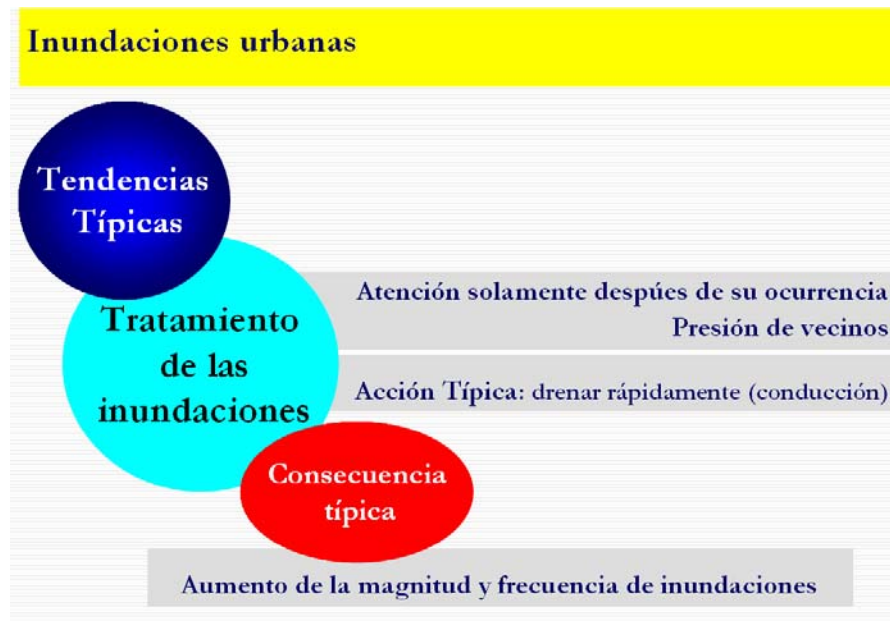 Inundaciones urbanas
Tendencias
Típicas
Tratamiento
de las
inundaciones
Atención solamente despúes de su ocurrencia
Presión de vecinos
Acción Típica: drenar rápidamente (conducción)
Consecuencia
típica
Aumento de la magnitud y frecuencia de inundaciones